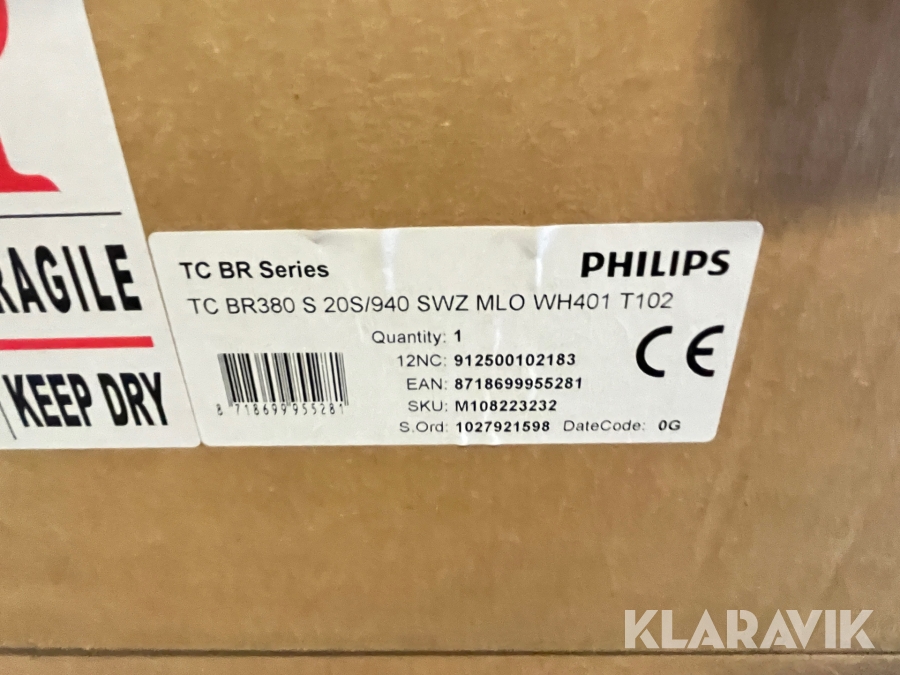 FRAGILE
KEEP DRY
TC BR Series
PHILIPS
TC BR380 S 20S/940 SWZ MLO WH401 T102
Quantity: 1
12NC: 912500102183
EAN: 8718699955281
SKU: M108223232
S.Ord: 1027921598 DateCode: 0G
8 718699 955281
CE
KLARAVIK